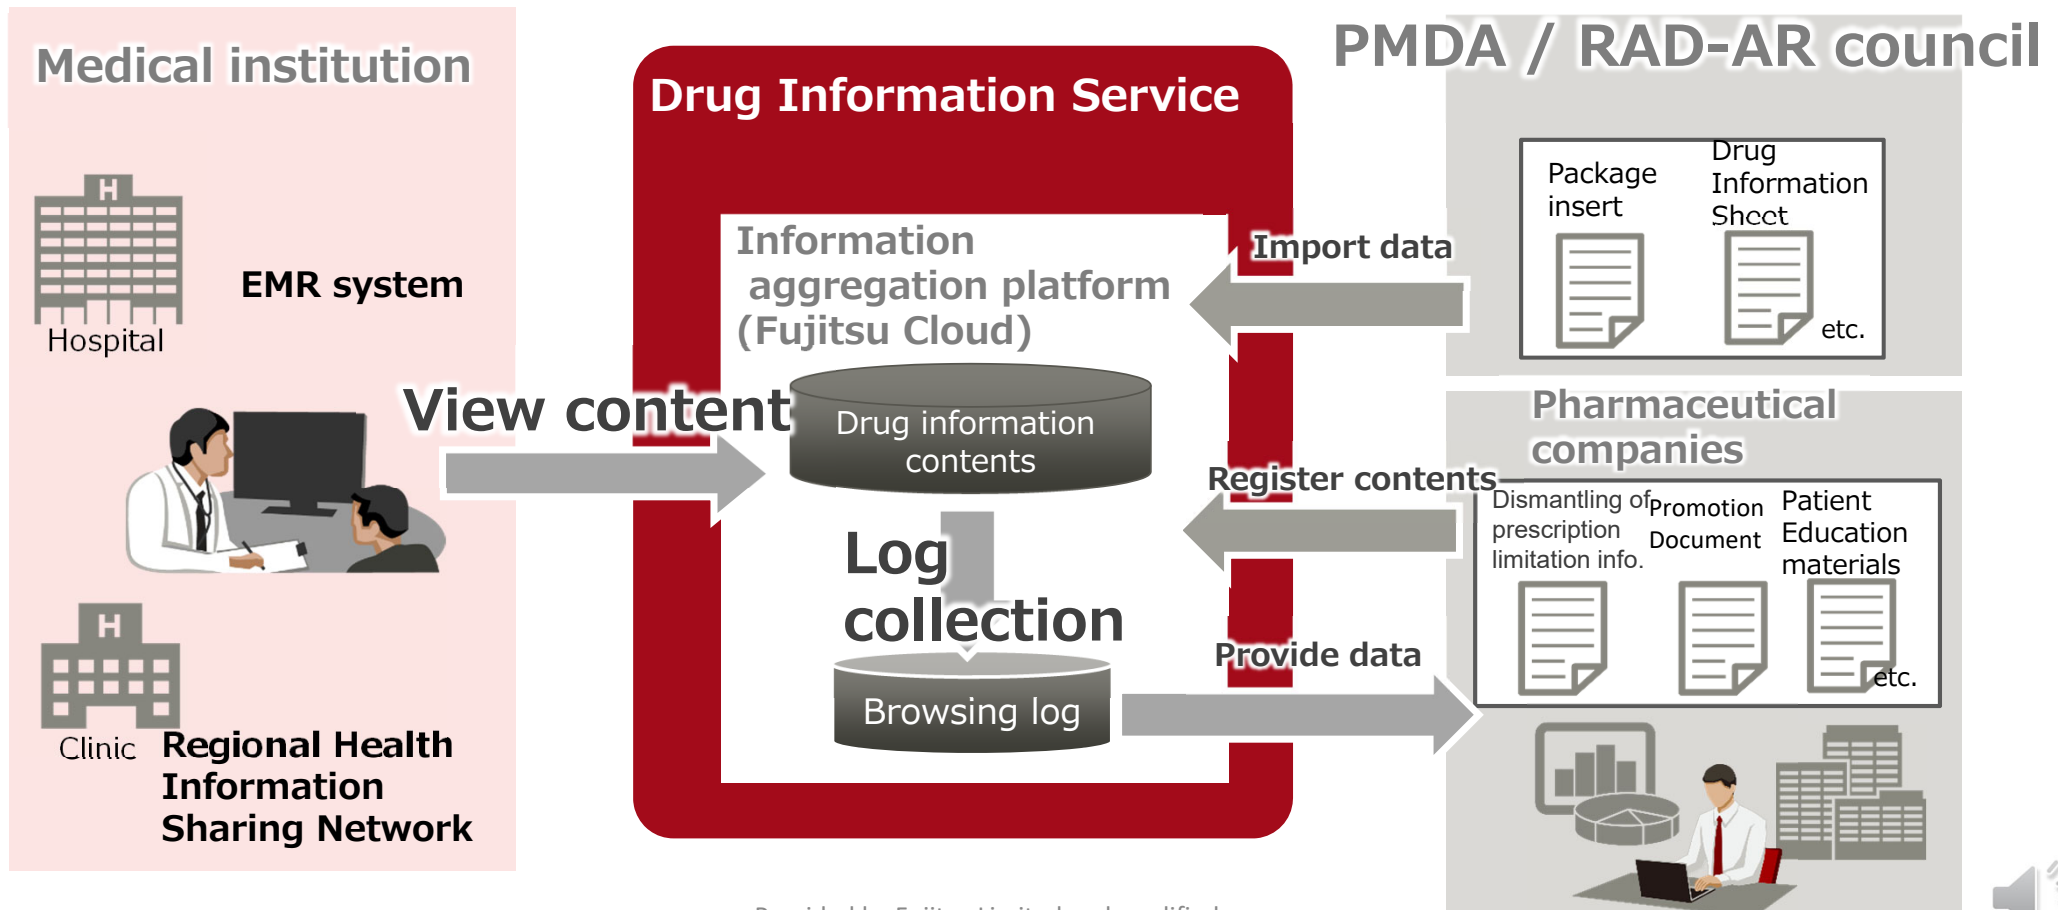 Medical institution
H
Hospital
EMR system
View content
H
Clinic
Regional Health
Information
Sharing Network
Drug Information Service
Information
aggregation platform
(Fujitsu Cloud)
Drug information
contents
Log
collection
Browsing log
Import data
Register contents
Provide data
PMDA / RAD-AR council
Package
insert
Drug
Information
Sheet
etc.
Pharmaceutical
companies
Dismantling of
prescription
limitation info.
Promotion
Document
Patient
Education
materials
etc.